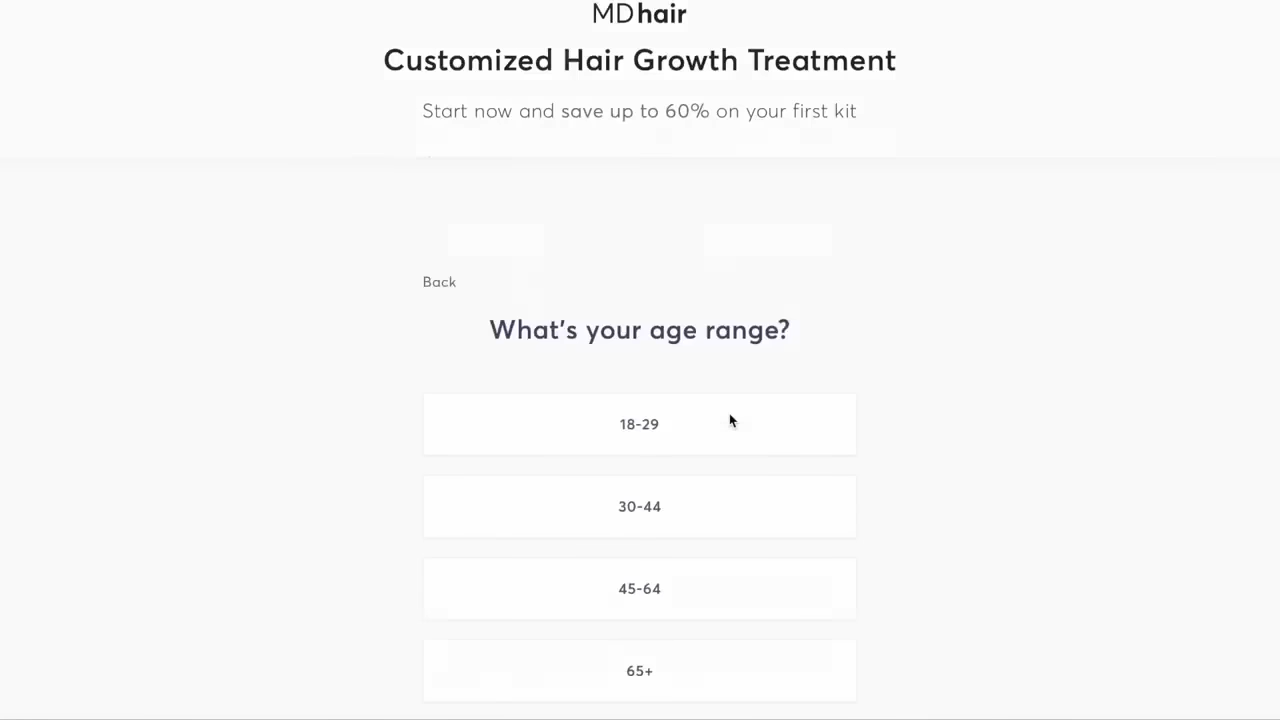 MDhair
Customized Hair Growth Treatment
Start now and save up to 60% on your first kit
Back
What's your age range?
18-29
30-44
45-64
65+